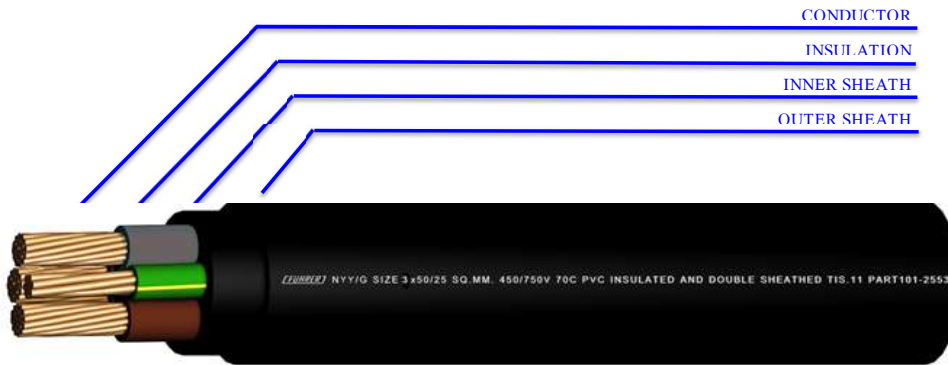 CONDUCTOR
INSULATION
INNER SHEATH
OUTER SHEATH
FUHRER NYY/G SIZE 3x50/25 SQ.MM. 450/750V 70C PVC INSULATED AND DOUBLE SHEATHED TIS.11 PART101-2553